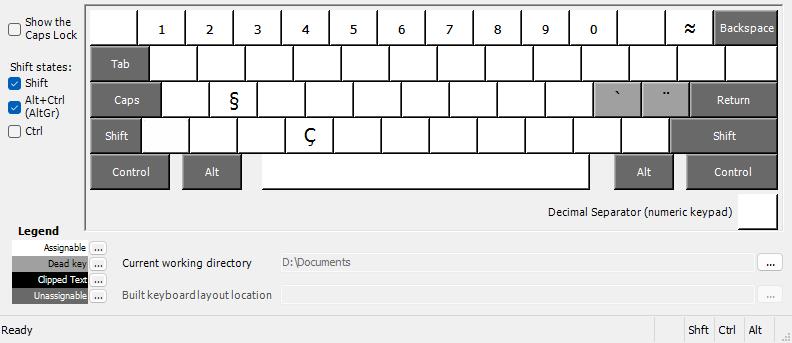 Show the
Caps Lock
Shift states:
Shift
Alt+Ctrl
(AltGr)
Ctrl
1 2 3 4 5 6 7 8 9 0 ≈ Backspace
Tab
Caps § ` ¨ Return
Shift Ç Shift
Control Alt Alt Control
Decimal Separator (numeric keypad)
Legend
Assignable ...
Dead key ...
Clipped Text ...
Unassignable ...
Current working directory D:\Documents ...
Built keyboard layout location ...
Ready Shft Ctrl Alt